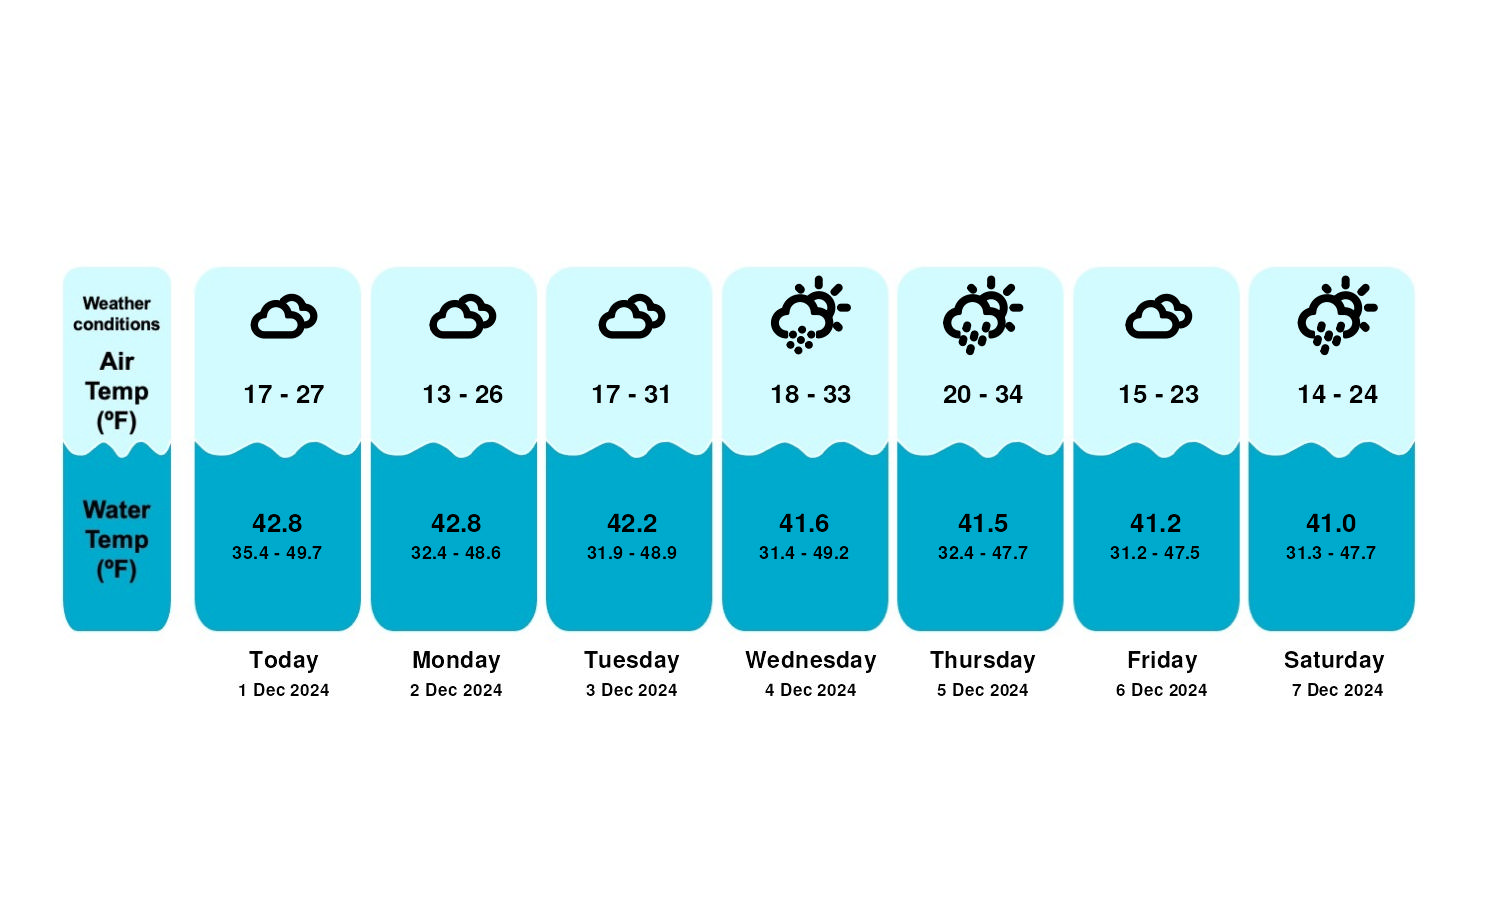 Weather
conditions
Air
Temp
(ºF)
Water
Temp
(ºF)
17 - 27
42.8
35.4 - 49.7
Today
1 Dec 2024
13 - 26
42.8
32.4 - 48.6
Monday
2 Dec 2024
17 - 31
42.2
31.9 - 48.9
Tuesday
3 Dec 2024
18 - 33
41.6
31.4 - 49.2
Wednesday
4 Dec 2024
20 - 34
41.5
32.4 - 47.7
Thursday
5 Dec 2024
15 - 23
41.2
31.2 - 47.5
Friday
6 Dec 2024
14 - 24
41.0
31.3 - 47.7
Saturday
7 Dec 2024